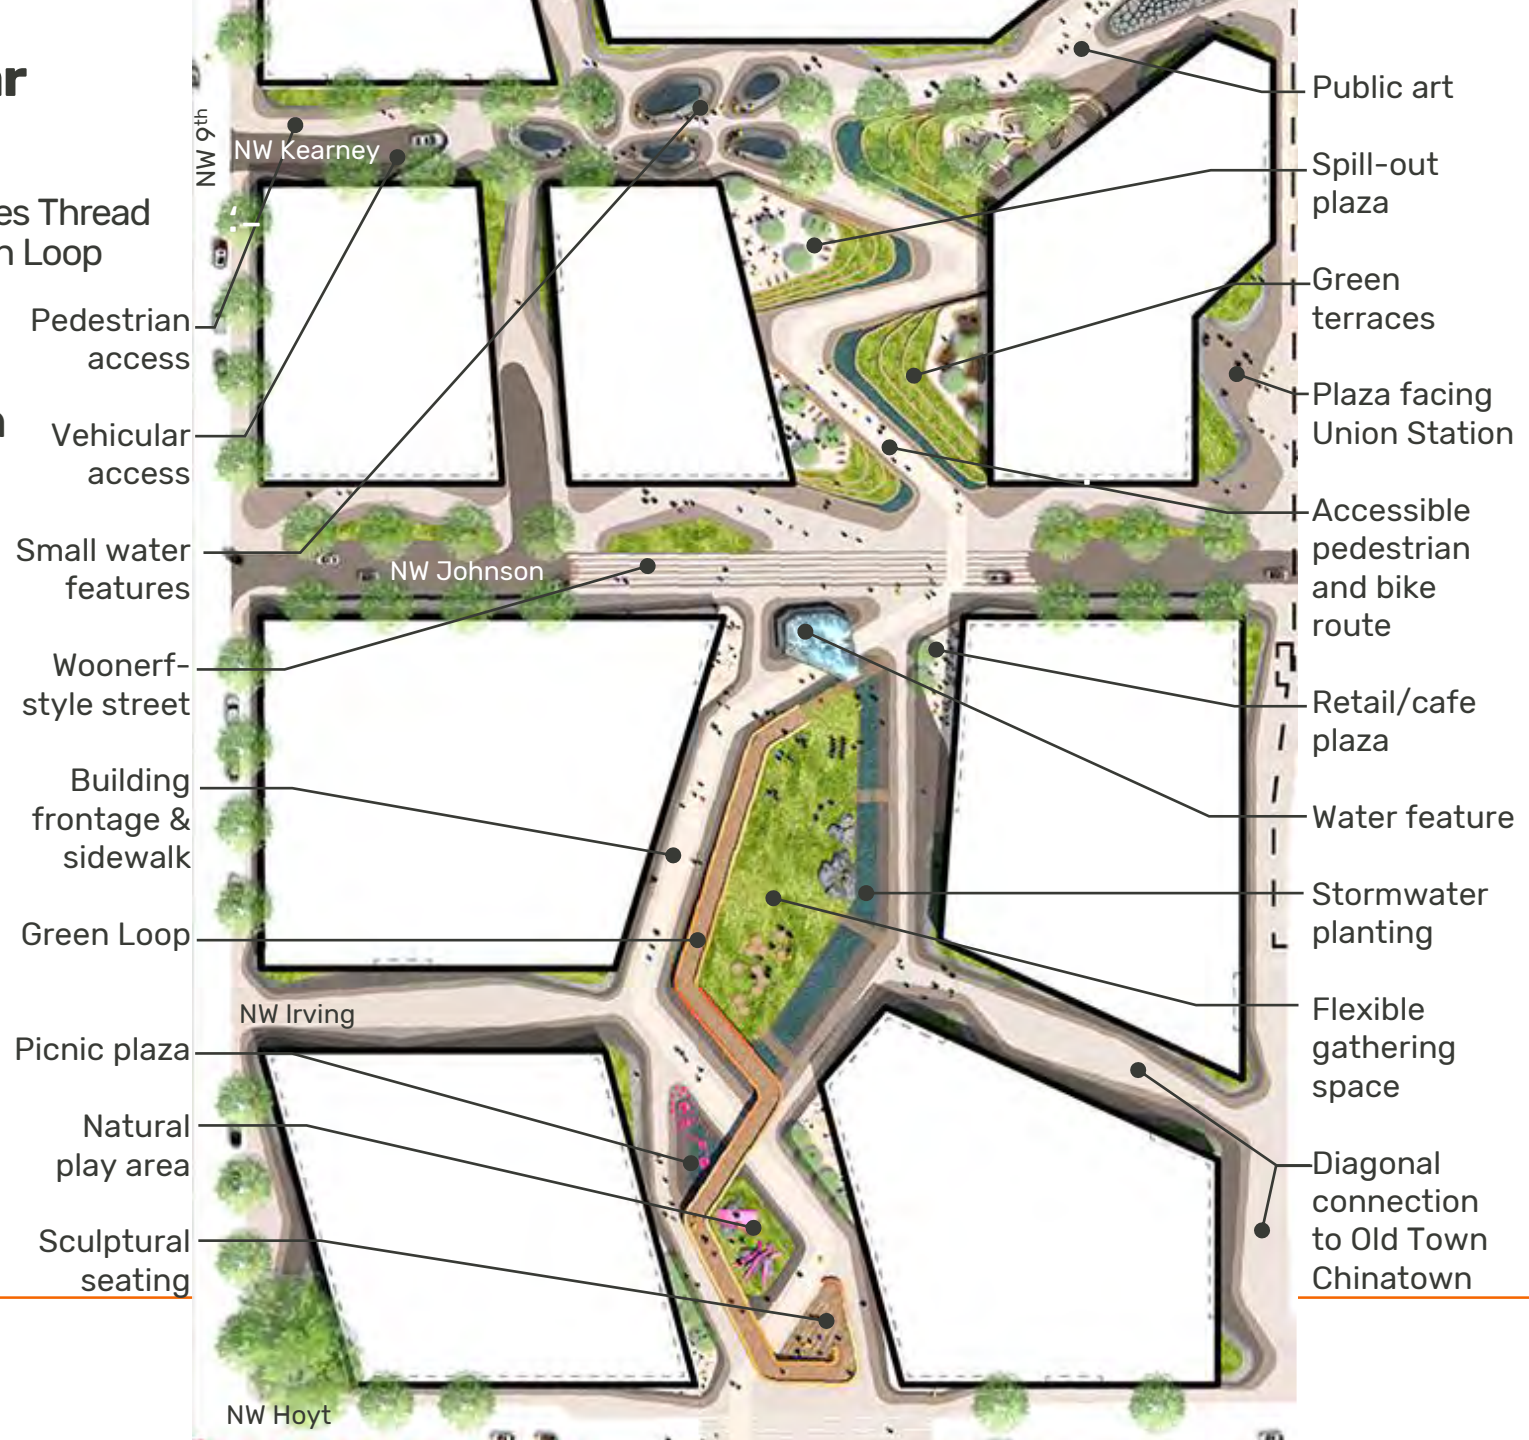 es Thread
Loop
Pedestrian
access
Vehicular
access
Small water
features
Woonerf-
style street
Building
frontage &
sidewalk
Green Loop
Picnic plaza
Natural
play area
Sculptural
seating
NW 9th
NW Kearney
NW Johnson
NW Irving
NW Hoyt
Public art
Spill-out
plaza
Green
terraces
Plaza facing
Union Station
Accessible
pedestrian
and bike
route
Retail/cafe
plaza
Water feature
Stormwater
planting
Flexible
gathering
space
Diagonal
connection
to Old Town
Chinatown